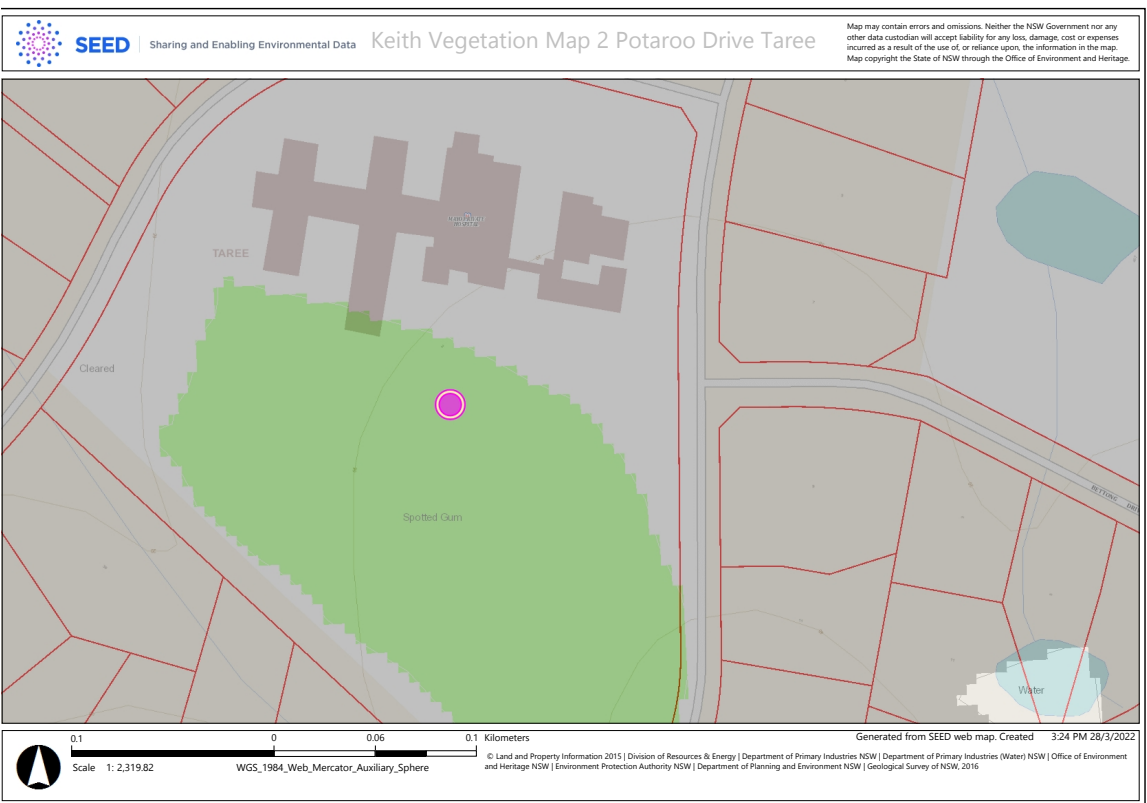 SEED
Sharing and Enabling Environmental Data
Keith Vegetation Map 2 Potaroo Drive Taree
Map may contain errors and omissions. Neither the NSW Government nor any
other data custodian will accept liability for any loss, damage, cost or expenses
incurred as a result of the use of, or reliance upon, the information in the map.
Map copyright the State of NSW through the Office of Environment and Heritage.
HOSPITAL
TAREE
Cleared
Spotted Gum
Water
0.1
0
0.06
0.1
Kilometers
Scale 1: 2,319.82
WGS_1984_Web_Mercator_Auxiliary_Sphere
Generated from SEED web map. Created 3:24 PM 28/3/2022
© Land and Property Information 2015 | Division of Resources & Energy | Department of Primary Industries NSW | Department of Primary Industries (Water) NSW | Office of Environment
and Heritage NSW | Environment Protection Authority NSW | Department of Planning and Environment NSW | Geological Survey of NSW, 2016